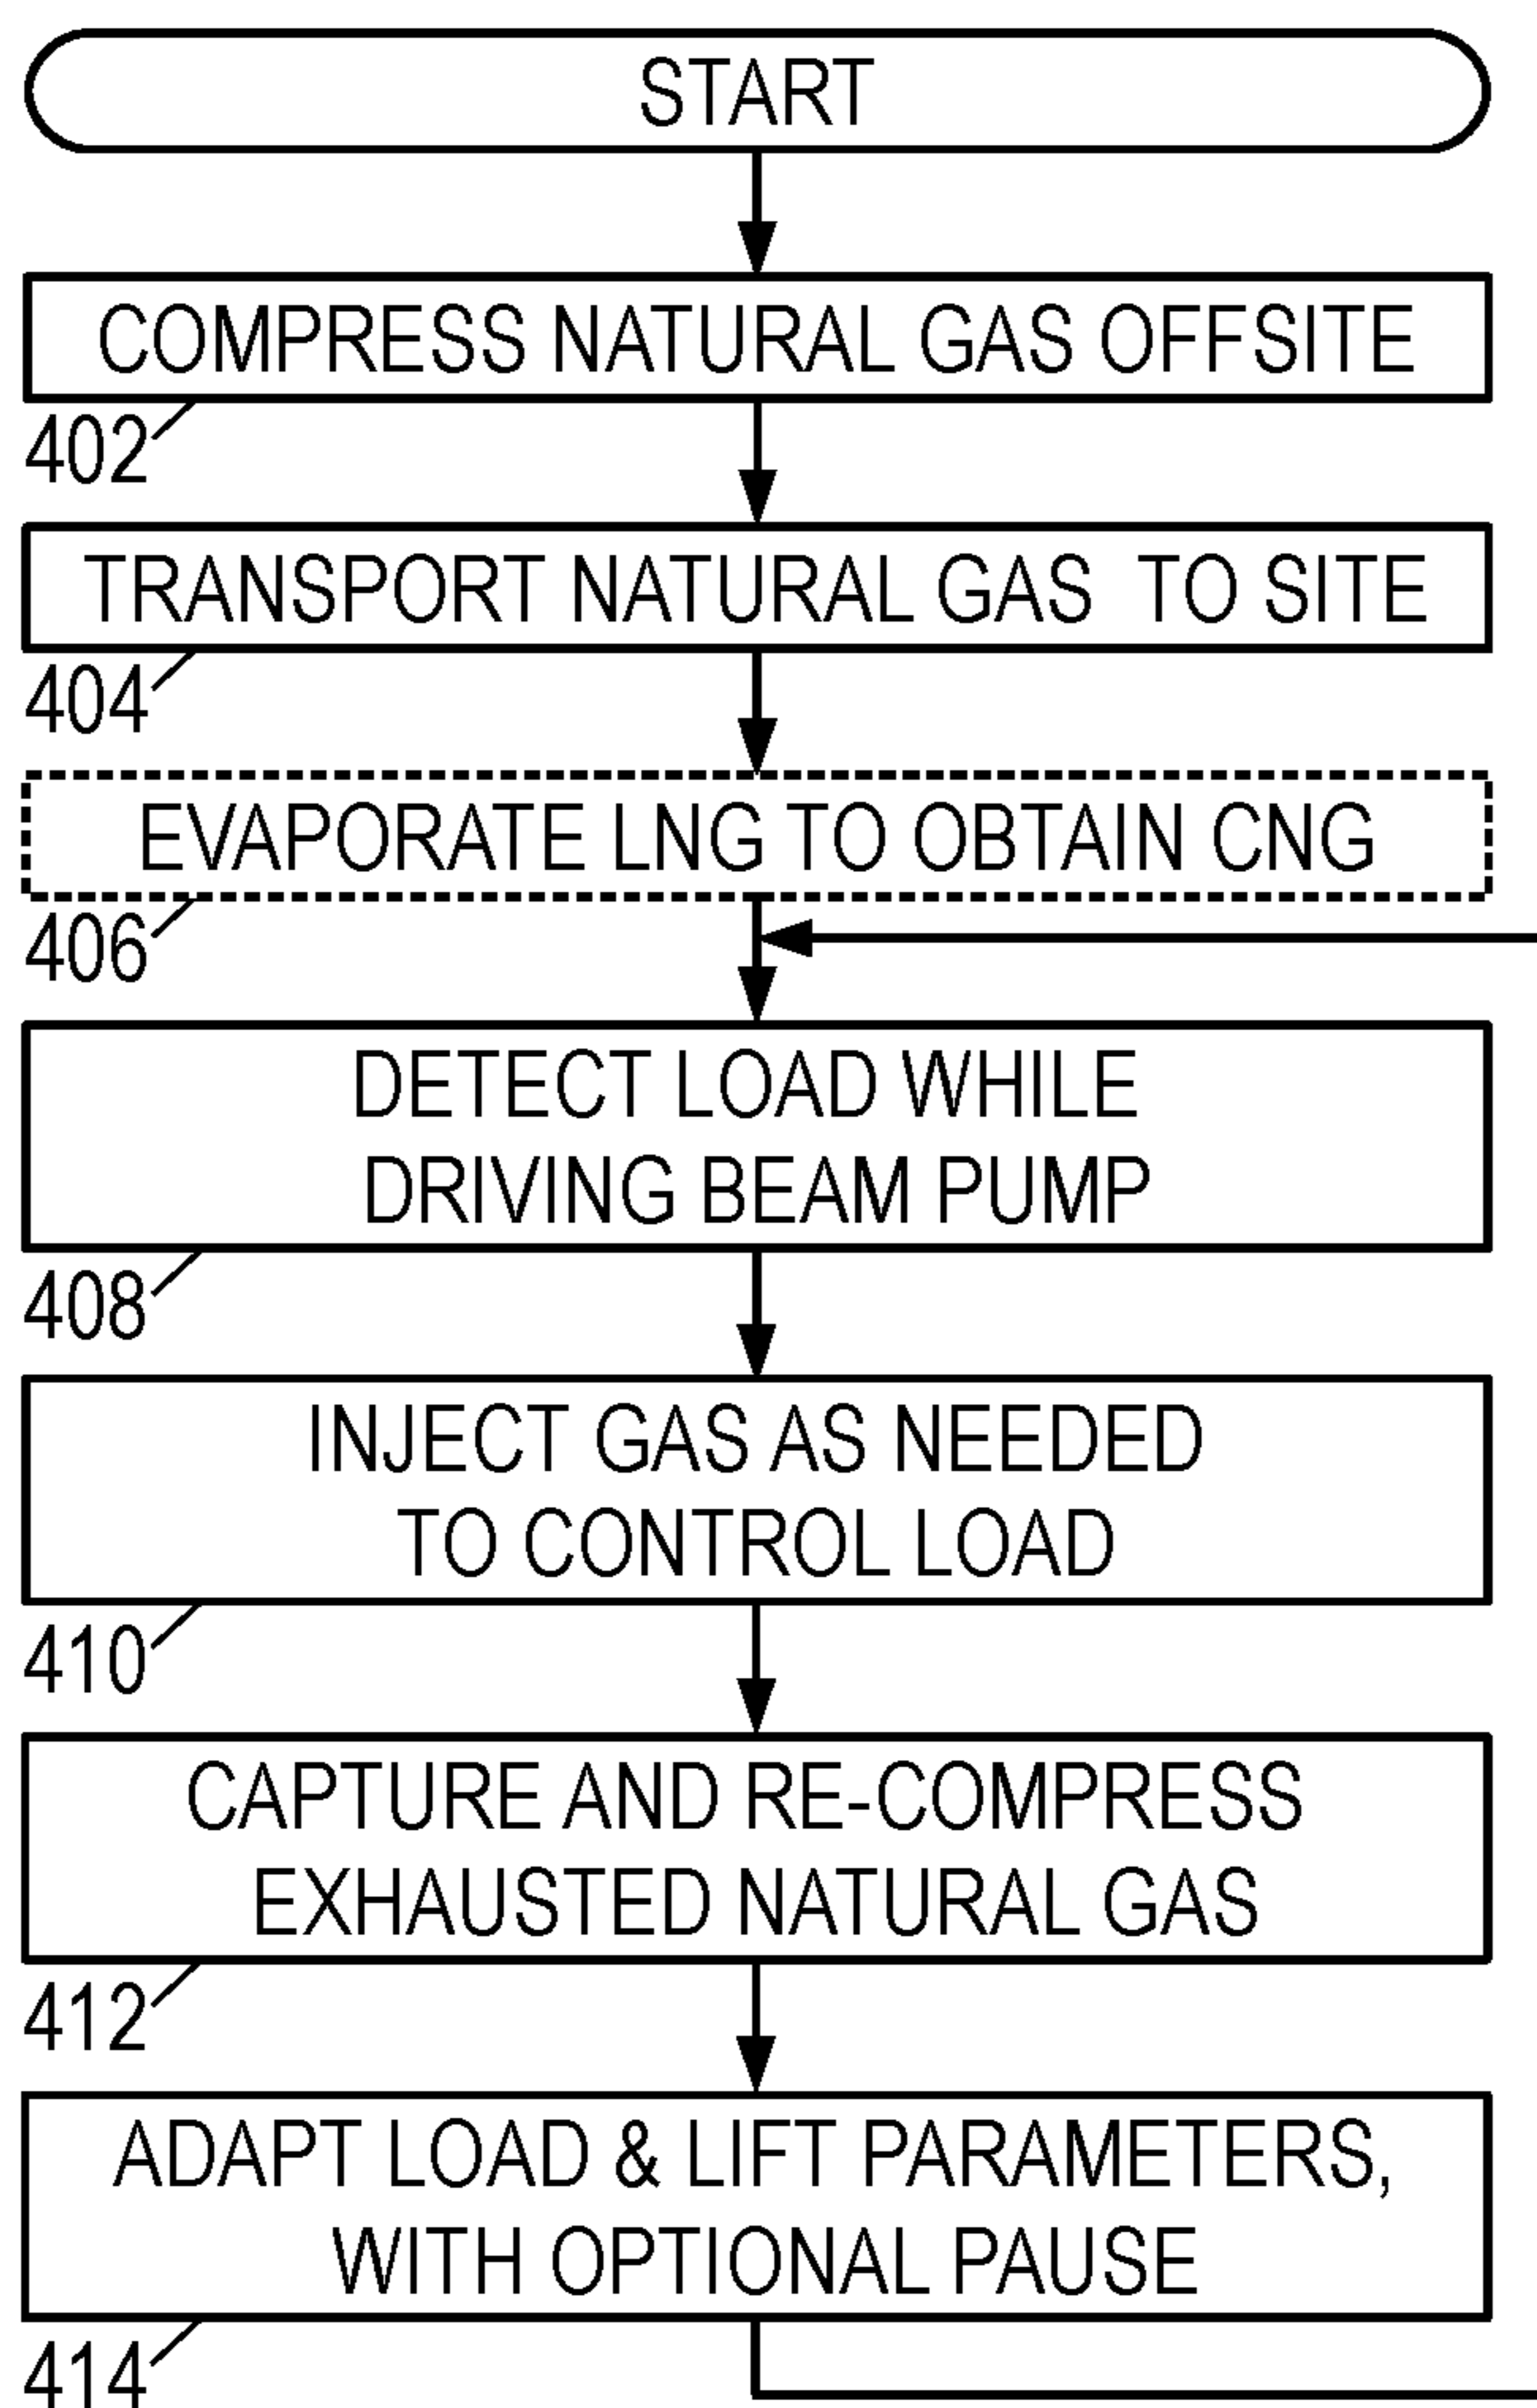 START
COMPRESS NATURAL GAS OFFSITE
402
TRANSPORT NATURAL GAS TO SITE
404
EVAPORATE LNG TO OBTAIN CNG
406
DETECT LOAD WHILE
DRIVING BEAM PUMP
408
INJECT GAS AS NEEDED
TO CONTROL LOAD
410
CAPTURE AND RE-COMPRESS
EXHAUSTED NATURAL GAS
412
ADAPT LOAD & LIFT PARAMETERS,
WITH OPTIONAL PAUSE
414